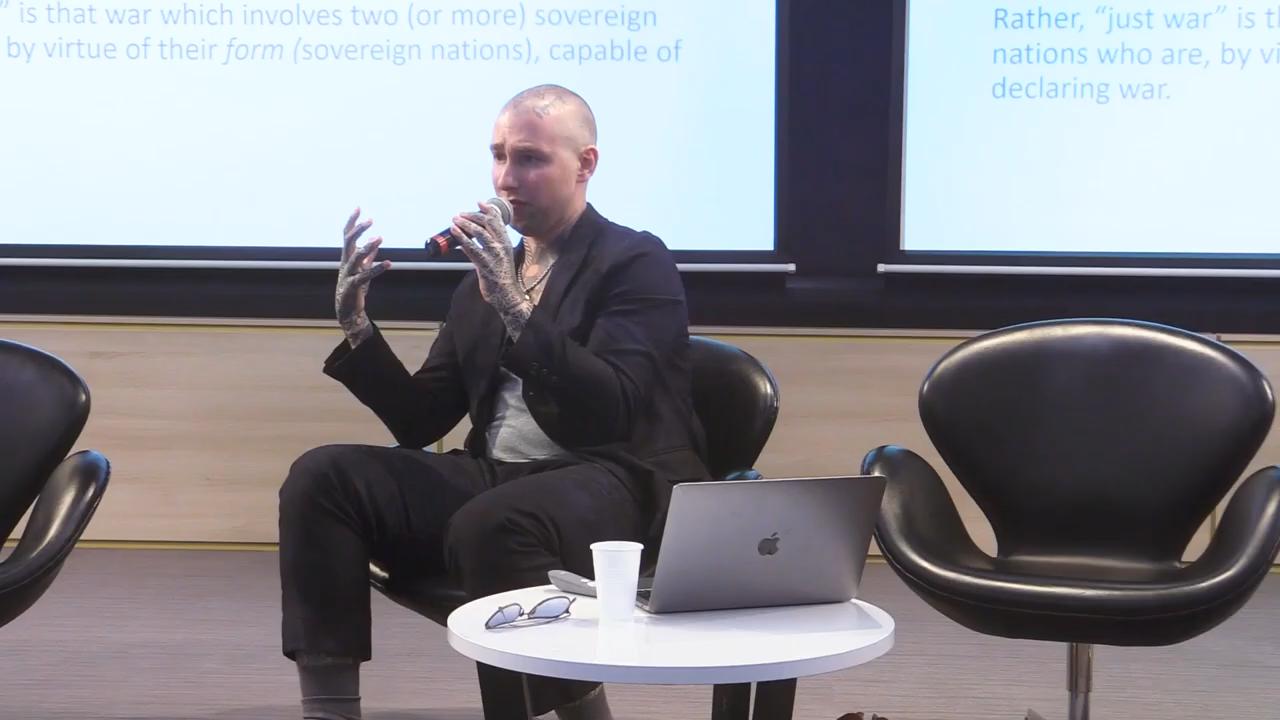 ” is that war which involves two (or more) sovereign
by virtue of their form (sovereign nations), capable of
Rather, “just war” is th
nations who are, by vi
declaring war.